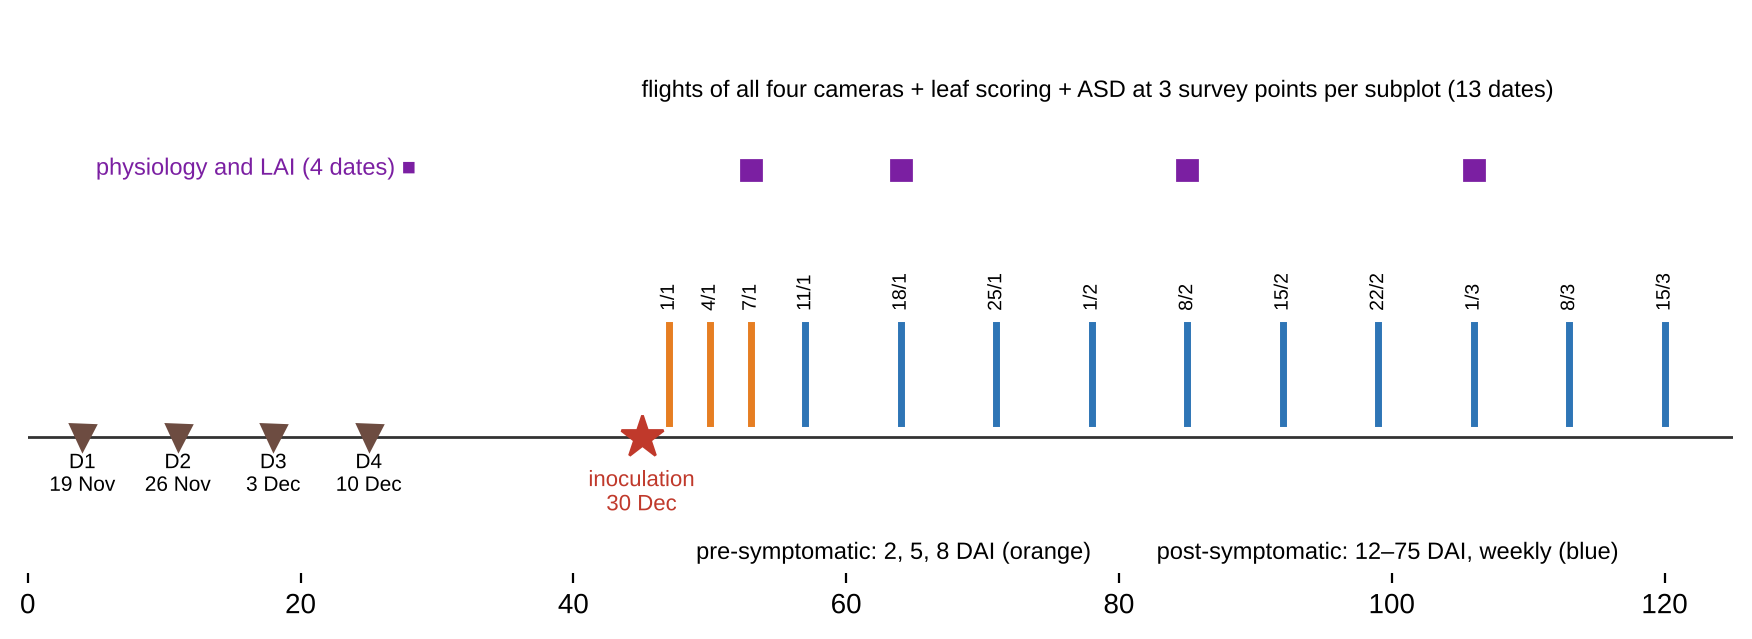 flights of all four cameras + leaf scoring + ASD at 3 survey points per subplot (13 dates)
physiology and LAI (4 dates)
1/1
4/1
7/1
11/1
18/1
25/1
1/2
8/2
15/2
22/2
1/3
8/3
15/3
D1
19 Nov
D2
26 Nov
D3
3 Dec
D4
10 Dec
inoculation
30 Dec
pre-symptomatic: 2, 5, 8 DAI (orange)
post-symptomatic: 12–75 DAI, weekly (blue)
0
20
40
60
80
100
120